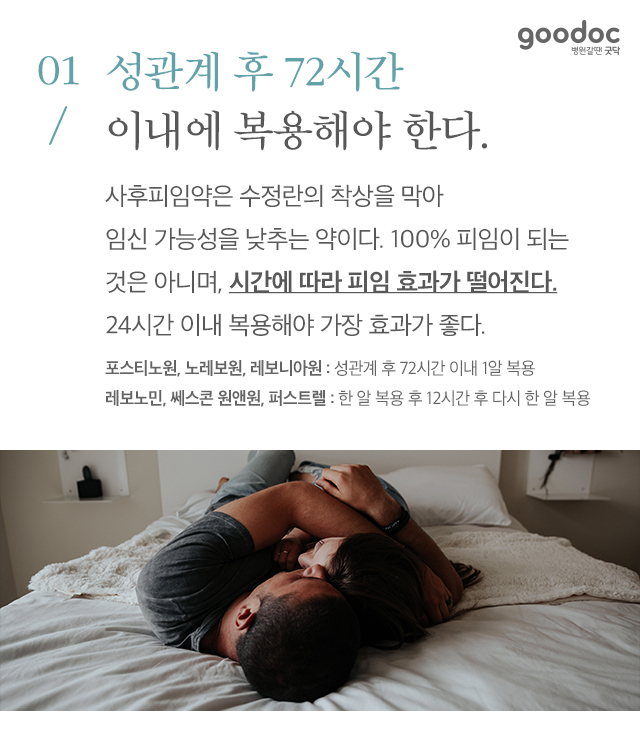 goodoc
병원갈땐 굿닥
01 성관계 후 72시간
/ 이내에 복용해야 한다.
사후피임약은 수정란의 착상을 막아
임신 가능성을 낮추는 약이다. 100% 피임이 되는
것은 아니며, 시간에 따라 피임 효과가 떨어진다.
24시간 이내 복용해야 가장 효과가 좋다.
포스티노원, 노레보원, 레보니아원 : 성관계 후 72시간 이내 1알 복용
레보노민, 쎄스콘 원앤원, 퍼스트렐 : 한 알 복용 후 12시간 후 다시 한 알 복용